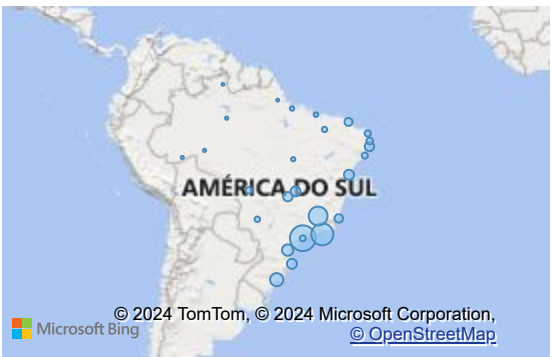 AMÉRICA DO SUL
© 2024 TomTom, © 2024 Microsoft Corporation,
Microsoft Bing
© OpenStreetMap